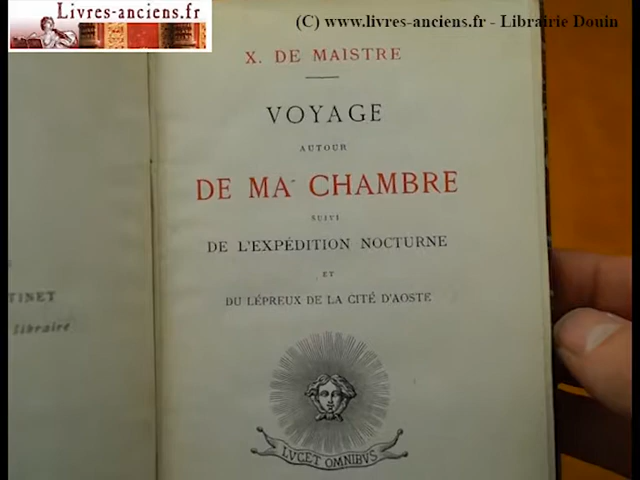 Livres-anciens.fr
(C) www.livres-anciens.fr - Librairie Douin
X. DE MAISTRE
VOYAGE
AUTOUR
DE MA CHAMBRE
SUIVI
DE L'EXPÉDITION NOCTURNE
ET
DU LÉPREUX DE LA CITÉ D'AOSTE
LVCET OMNIBVS
TINET
libraire